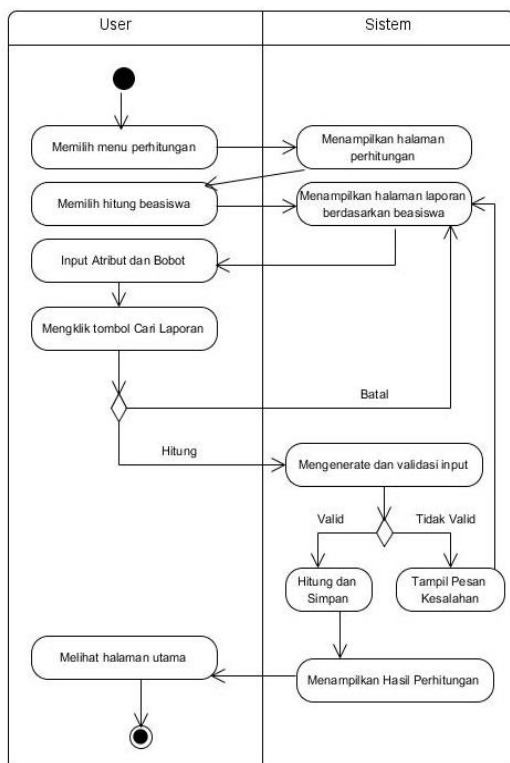 User
Sistem
Memilih menu perhitungan
Menampilkan halaman
perhitungan
Memilih hitung beasiswa
Menampilkan halaman laporan
berdasarkan beasiswa
Input Atribut dan Bobot
Mengklik tombol Cari Laporan
Batal
Hitung
Mengenerate dan validasi input
Valid
Tidak Valid
Hitung dan
Simpan
Tampil Pesan
Kesalahan
Melihat halaman utama
Menampilkan Hasil Perhitungan